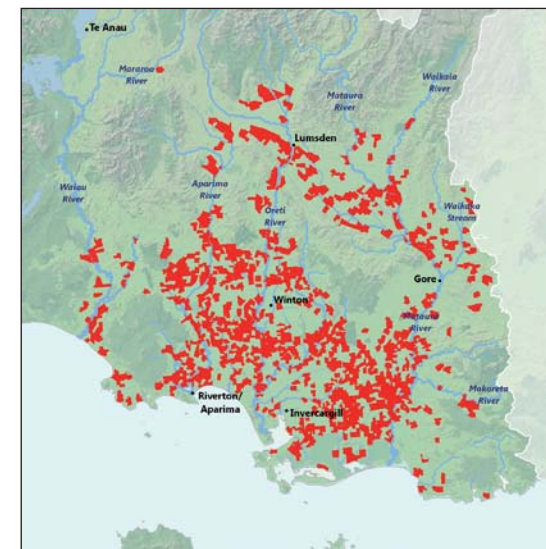 Te Anau
Mararoa
River
Waikaia
River
Mataura
River
Lumsden
Waiau
River
Aparima
River
Oreti
River
Waikaka
Stream
Gore
Winton
Mataura
River
Mokoreta
River
Riverton/
Aparima
Invercargill